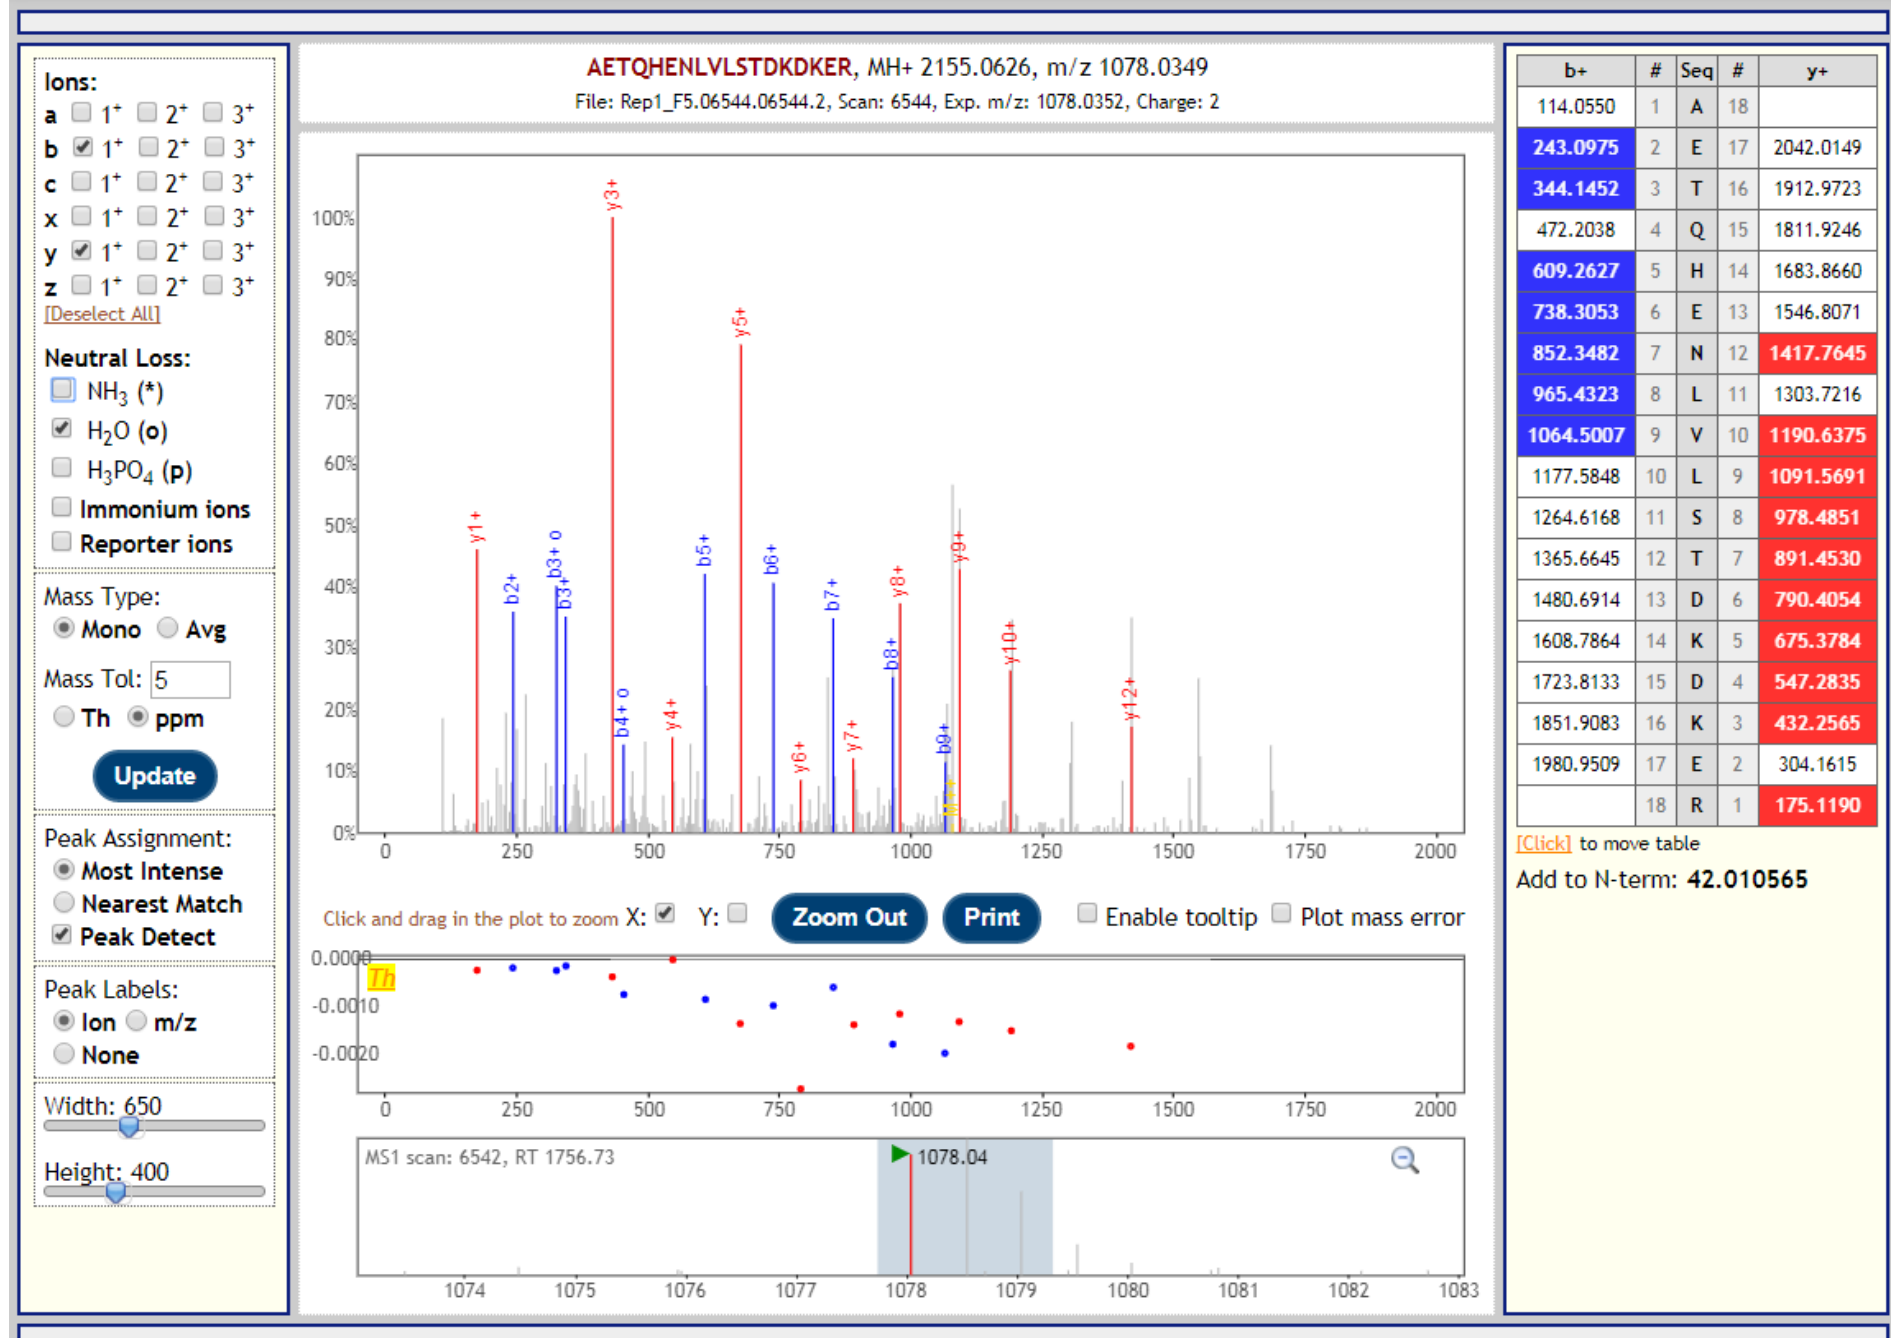 AETQHENLVLSTDKDKER, MH+ 2155.0626, m/z 1078.0349
File: Rep1_F5.06544.06544.2, Scan: 6544, Exp. m/z: 1078.0352, Charge: 2
Ions:
a 1+ 2+ 3+
b 1+ 2+ 3+
c 1+ 2+ 3+
x 1+ 2+ 3+
y 1+ 2+ 3+
z 1+ 2+ 3+
[Deselect All]
Neutral Loss:
NH3 (*)
H2O (o)
H3PO4 (p)
Immonium ions
Reporter ions
Mass Type:
Mono Avg
Mass Tol: 5
Th ppm
Update
Peak Assignment:
Most Intense
Nearest Match
Peak Detect
Peak Labels:
Ion m/z
None
Width: 650
Height: 400
100%
90%
80%
70%
60%
50%
40%
30%
20%
10%
0%
y1+
b2+
b3+ o
b3+
y3+
b4+ o
y4+
b5+
y5+
b6+
y6+
b7+
y7+
b8+
y8+
b9+
y9+
y10+
y12+
0 250 500 750 1000 1250 1500 1750 2000
Click and drag in the plot to zoom X: Y: Zoom Out Print Enable tooltip Plot mass error
0.0000
Th
-0.0010
-0.0020
0 250 500 750 1000 1250 1500 1750 2000
MS1 scan: 6542, RT 1756.73 1078.04
1074 1075 1076 1077 1078 1079 1080 1081 1082 1083
b+ # Seq # y+
114.0550 1 A 18
243.0975 2 E 17 2042.0149
344.1452 3 T 16 1912.9723
472.2038 4 Q 15 1811.9246
609.2627 5 H 14 1683.8660
738.3053 6 E 13 1546.8071
852.3482 7 N 12 1417.7645
965.4323 8 L 11 1303.7216
1064.5007 9 V 10 1190.6375
1177.5848 10 L 9 1091.5691
1264.6168 11 S 8 978.4851
1365.6645 12 T 7 891.4530
1480.6914 13 D 6 790.4054
1608.7864 14 K 5 675.3784
1723.8133 15 D 4 547.2835
1851.9083 16 K 3 432.2565
1980.9509 17 E 2 304.1615
18 R 1 175.1190
[Click] to move table
Add to N-term: 42.010565